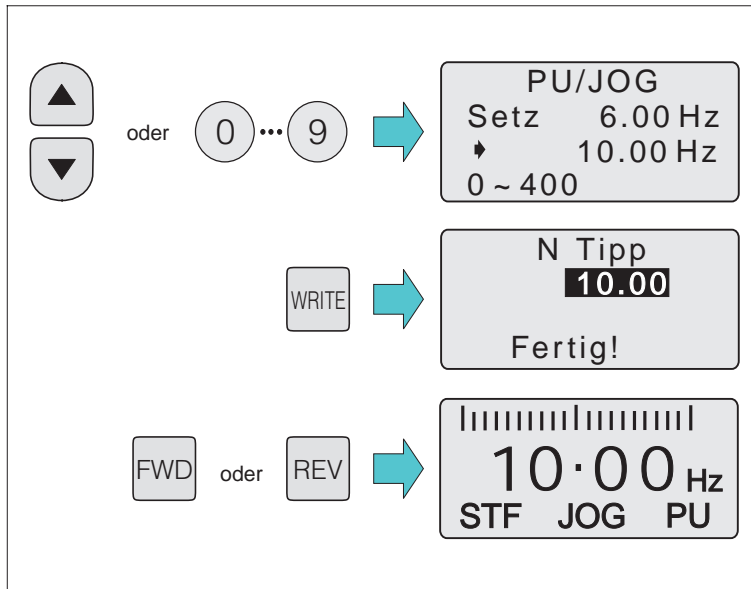 oder 0 ••• 9
PU/JOG
Setz 6.00 Hz
➧ 10.00 Hz
0 ~ 400
WRITE
N Tipp
10.00
Fertig!
FWD oder REV
10·00 Hz
STF JOG PU